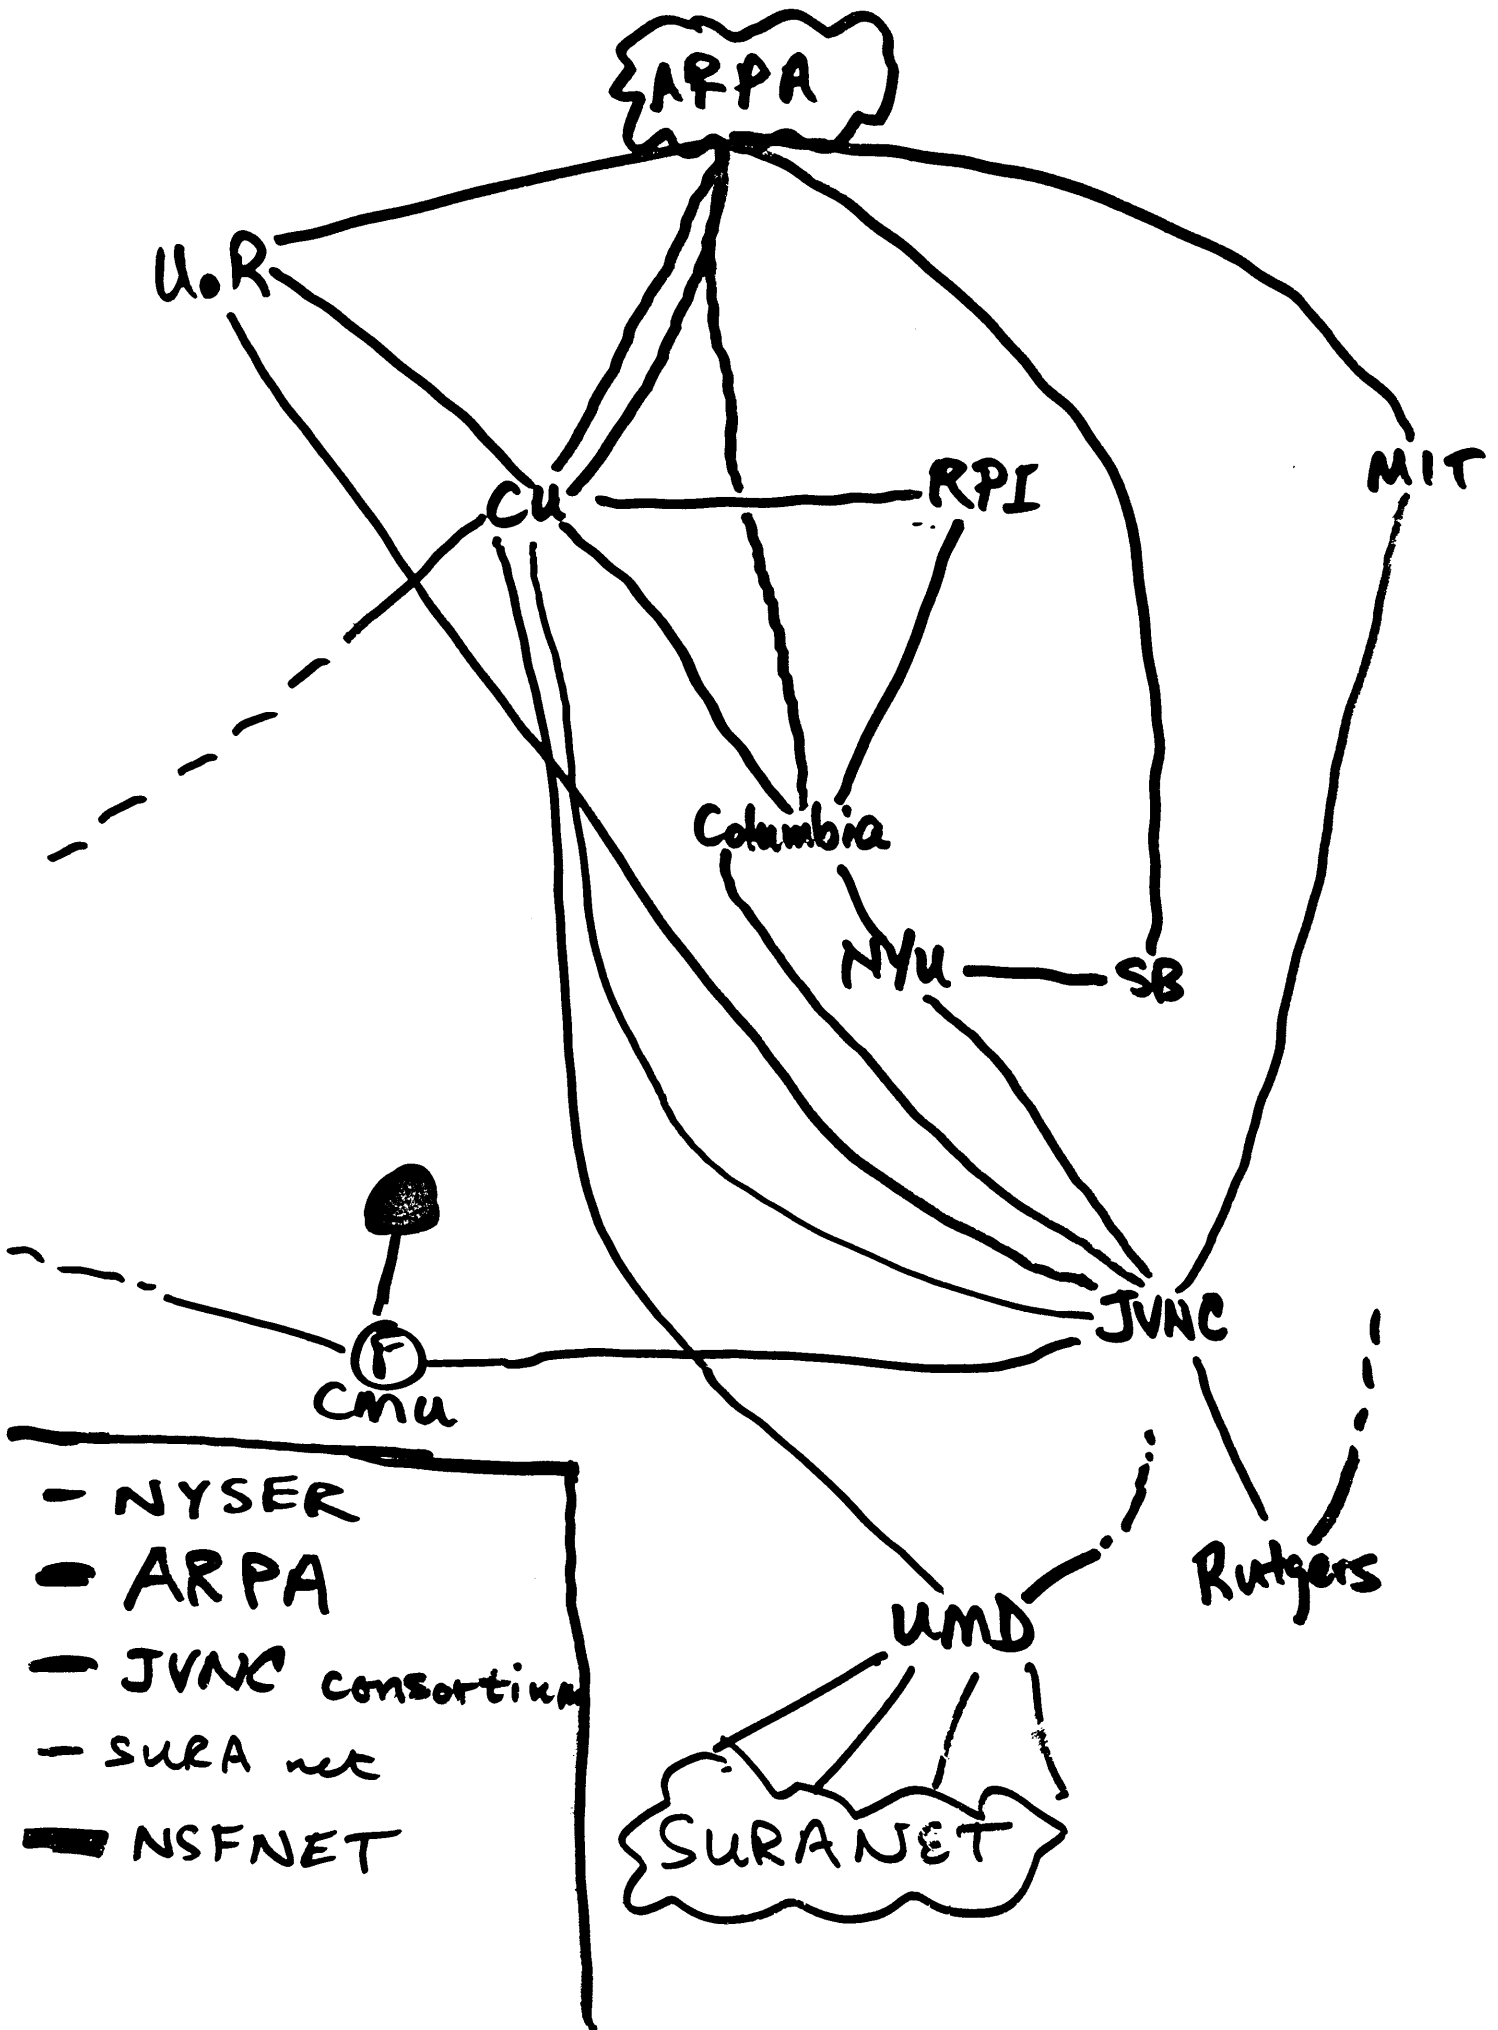 ARPA
U.R
CU
RPI
MIT
Columbia
NYU
SB
JVNC
F
CMU
Rutgers
UMD
SURANET
- NYSER
- ARPA
- JVNC consortium
- SURA net
- NSFNET